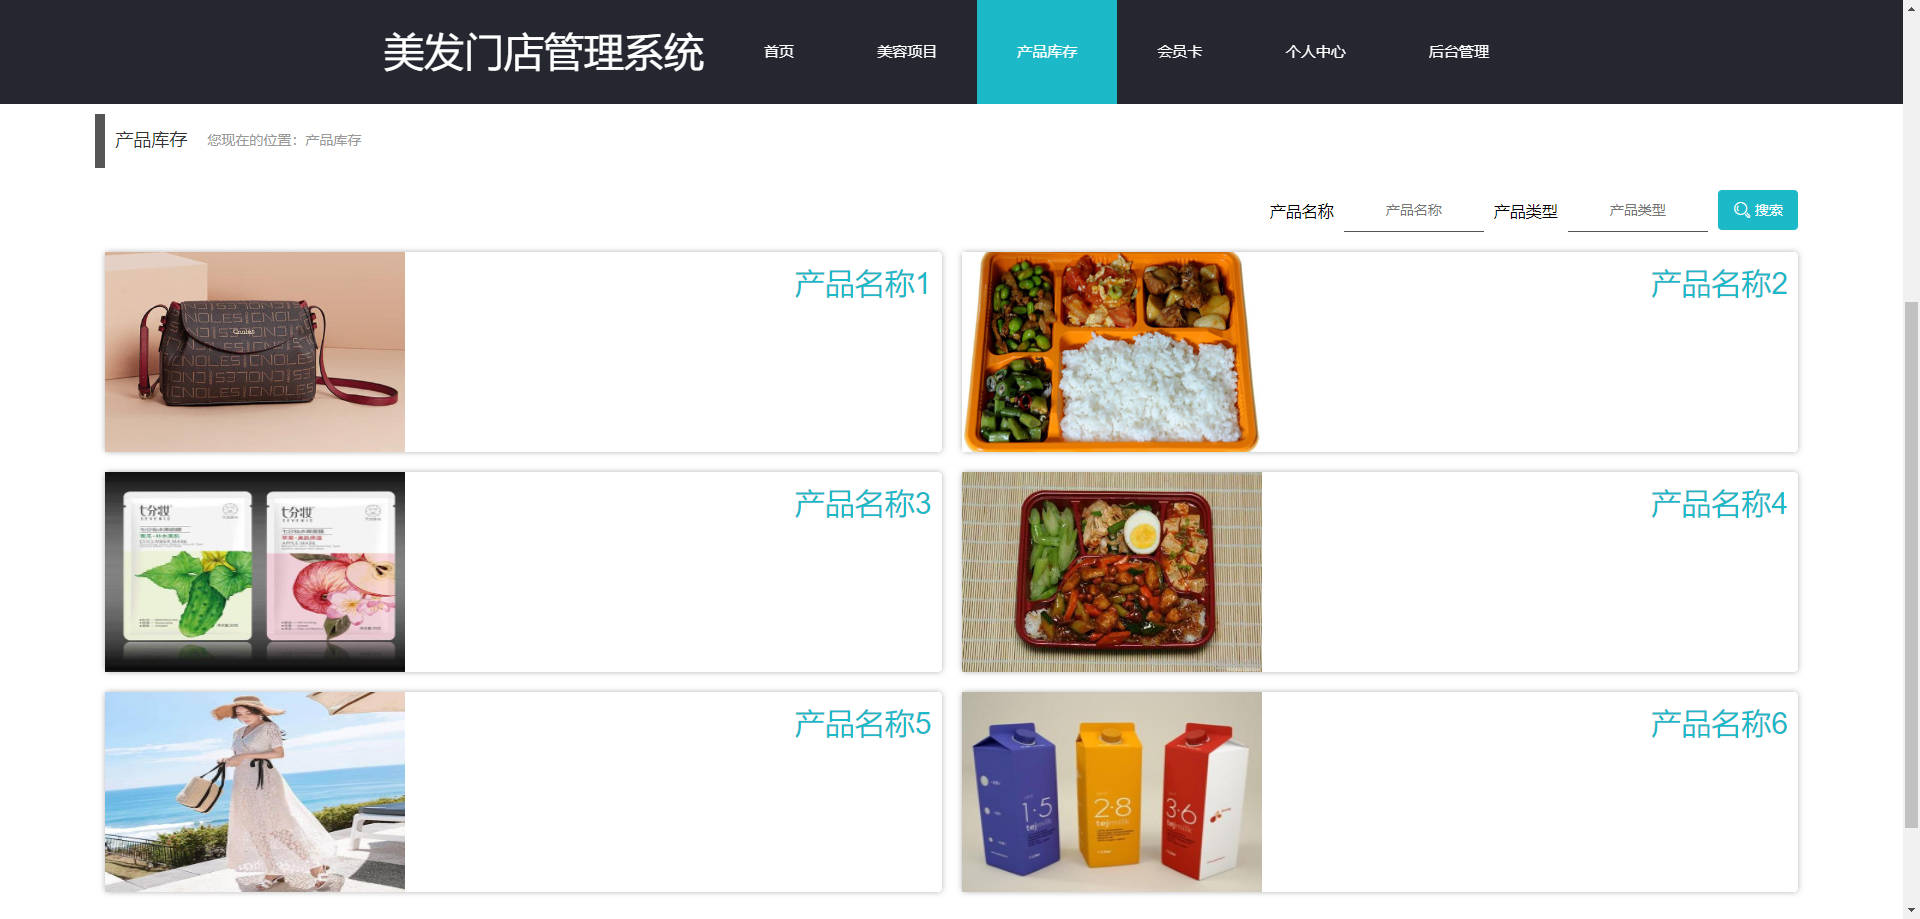 美发门店管理系统
首页
美容项目
产品库存
会员卡
个人中心
后台管理
产品库存
您现在的位置：产品库存
产品名称
产品名称
产品类型
产品类型
搜索
产品名称1
产品名称2
产品名称3
七分妆
七分妆
产品名称4
产品名称5
产品名称6
1·5
tejmilk
2·8
tejmilk
3·6
tejmilk